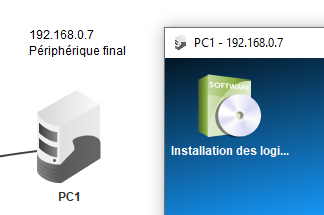 192.168.0.7
Périphérique final
PC1
PC1 - 192.168.0.7
SOFTWARE
Installation des logi...